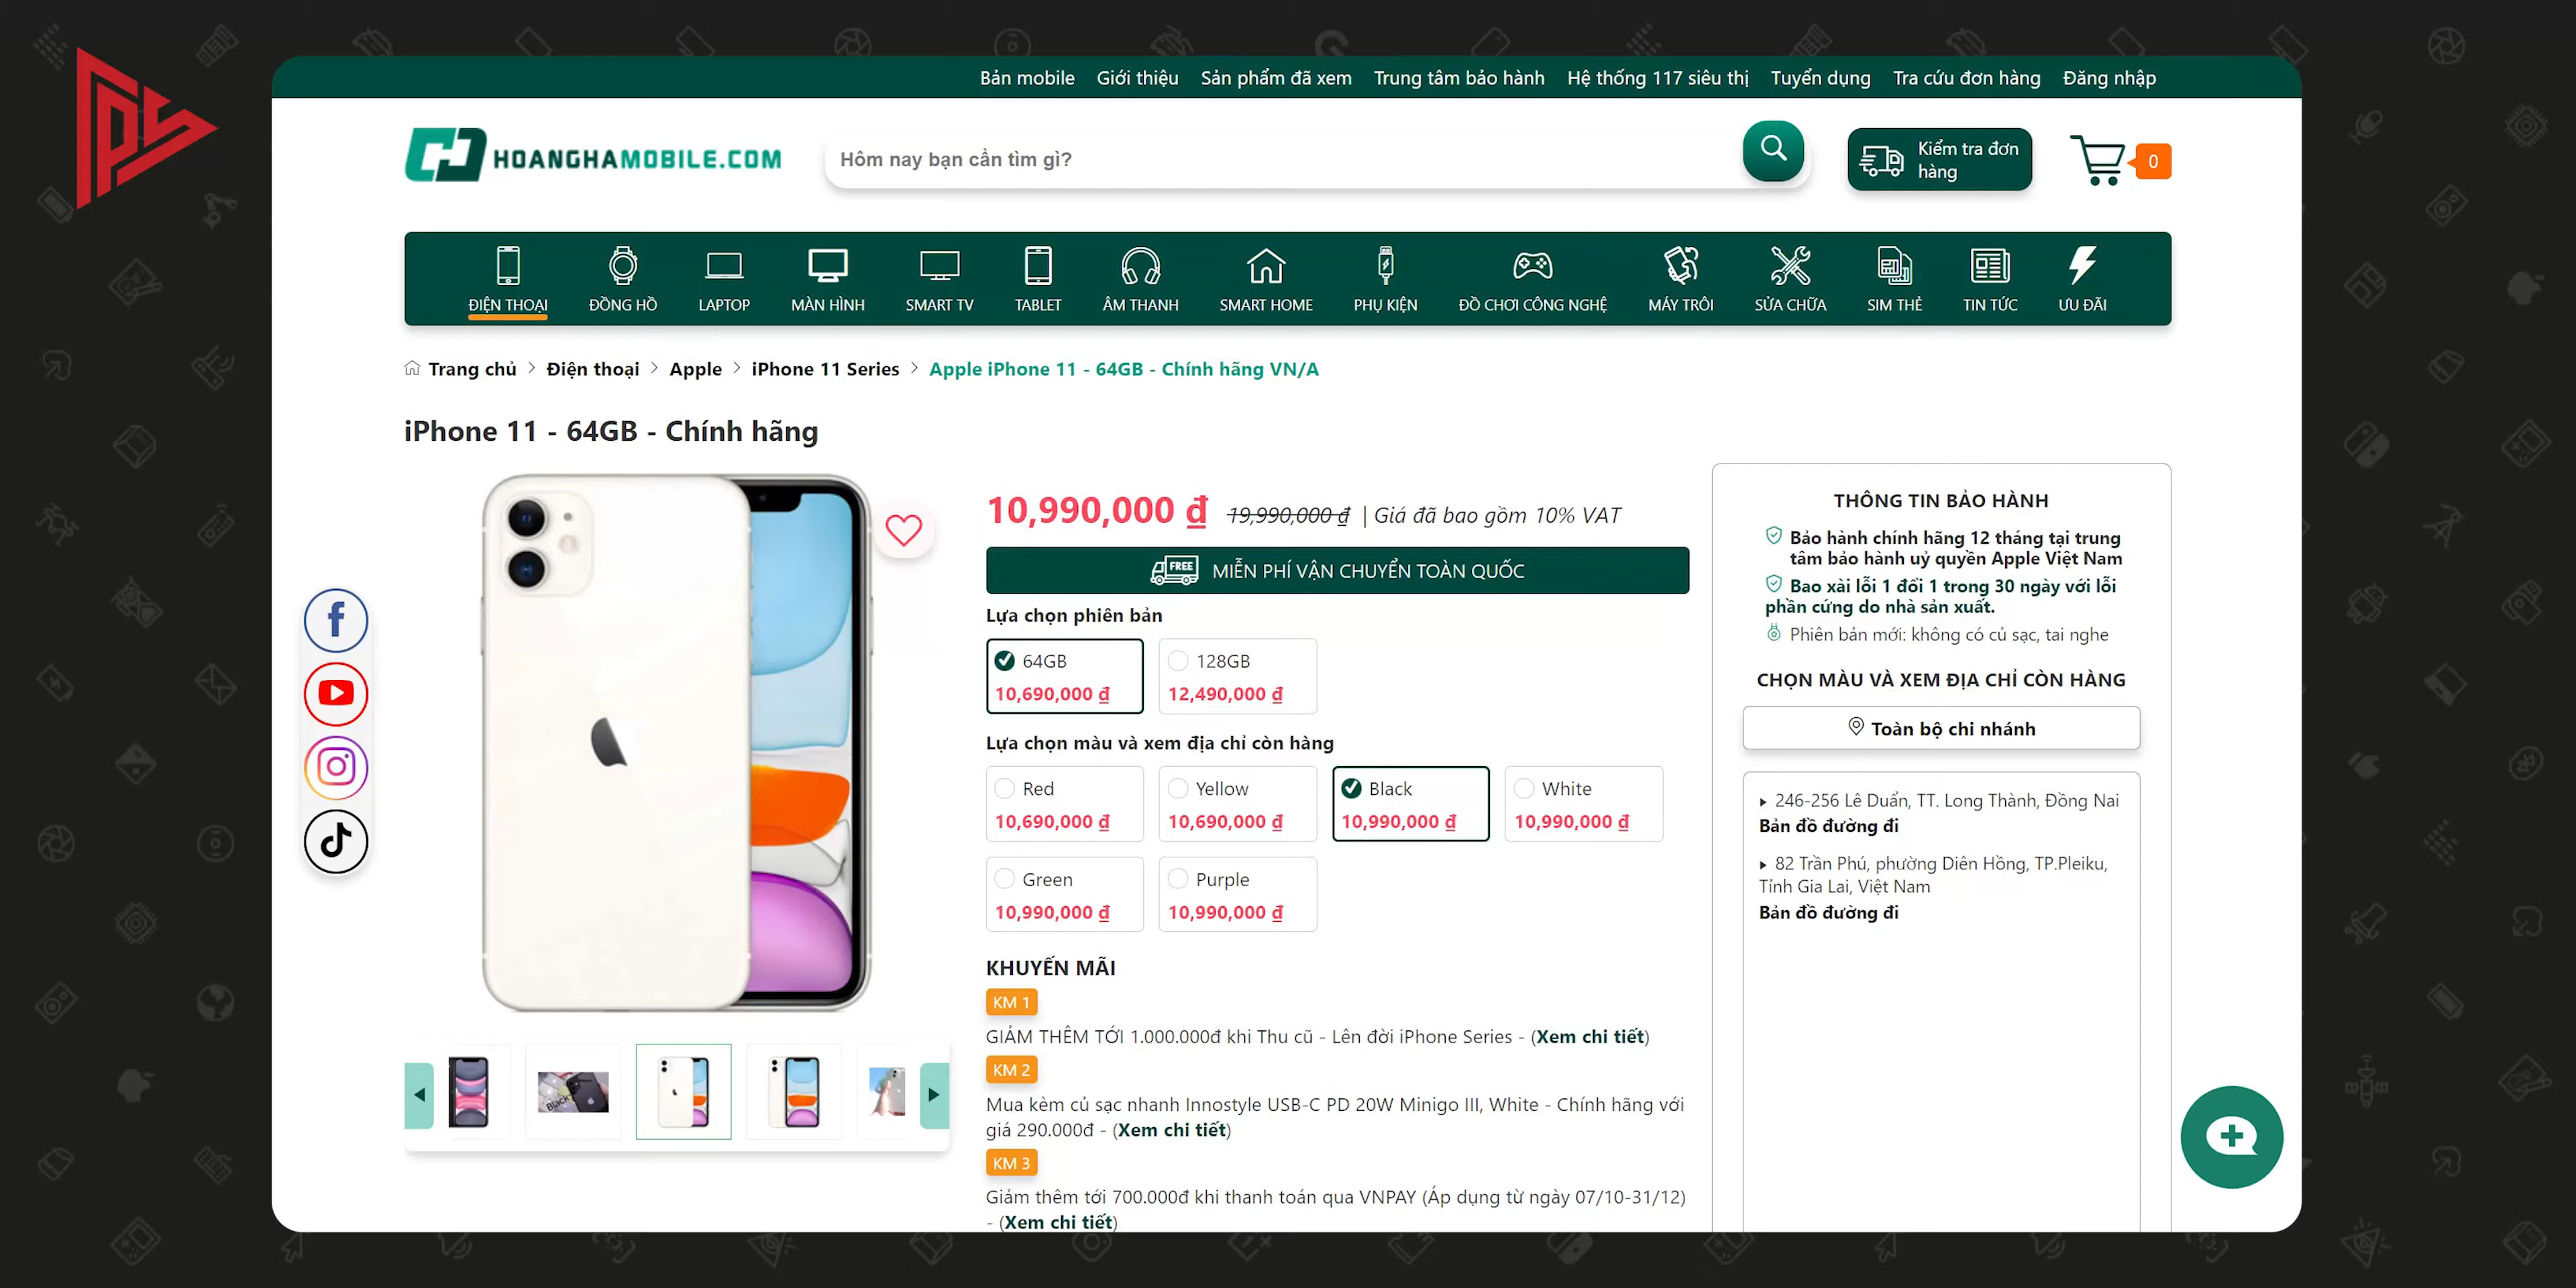 Bản mobile Giới thiệu Sản phẩm đã xem Trung tâm bảo hành Hệ thống 117 siêu thị Tuyển dụng Tra cứu đơn hàng Đăng nhập
HOANGHAMOBILE.COM
Hôm nay bạn cần tìm gì?
Kiểm tra đơn
hàng
0
ĐIỆN THOẠI ĐỒNG HỒ LAPTOP MÀN HÌNH SMART TV TABLET ÂM THANH SMART HOME PHỤ KIỆN ĐỒ CHƠI CÔNG NGHỆ MÁY TRÔI SỬA CHỮA SIM THẺ TIN TỨC ƯU ĐÃI
Trang chủ > Điện thoại > Apple > iPhone 11 Series > Apple iPhone 11 - 64GB - Chính hãng VN/A
iPhone 11 - 64GB - Chính hãng
10,990,000 ₫ 19,990,000 ₫ | Giá đã bao gồm 10% VAT
FREE MIỄN PHÍ VẬN CHUYỂN TOÀN QUỐC
Lựa chọn phiên bản
64GB 128GB
10,690,000 ₫ 12,490,000 ₫
Lựa chọn màu và xem địa chỉ còn hàng
Red Yellow Black White
10,690,000 ₫ 10,690,000 ₫ 10,990,000 ₫ 10,990,000 ₫
Green Purple
10,990,000 ₫ 10,990,000 ₫
KHUYẾN MÃI
KM 1
GIẢM THÊM TỚI 1.000.000đ khi Thu cũ - Lên đời iPhone Series - (Xem chi tiết)
KM 2
Mua kèm củ sạc nhanh Innostyle USB-C PD 20W Minigo III, White - Chính hãng với
giá 290.000đ - (Xem chi tiết)
KM 3
Giảm thêm tới 700.000đ khi thanh toán qua VNPAY (Áp dụng từ ngày 07/10-31/12)
- (Xem chi tiết)
THÔNG TIN BẢO HÀNH
Bảo hành chính hãng 12 tháng tại trung
tâm bảo hành uỷ quyền Apple Việt Nam
Bao xài lỗi 1 đổi 1 trong 30 ngày với lỗi
phần cứng do nhà sản xuất.
Phiên bản mới: không có củ sạc, tai nghe
CHỌN MÀU VÀ XEM ĐỊA CHỈ CÒN HÀNG
Toàn bộ chi nhánh
246-256 Lê Duẩn, TT. Long Thành, Đồng Nai
Bản đồ đường đi
82 Trần Phú, phường Diên Hồng, TP.Pleiku,
Tỉnh Gia Lai, Việt Nam
Bản đồ đường đi
Black